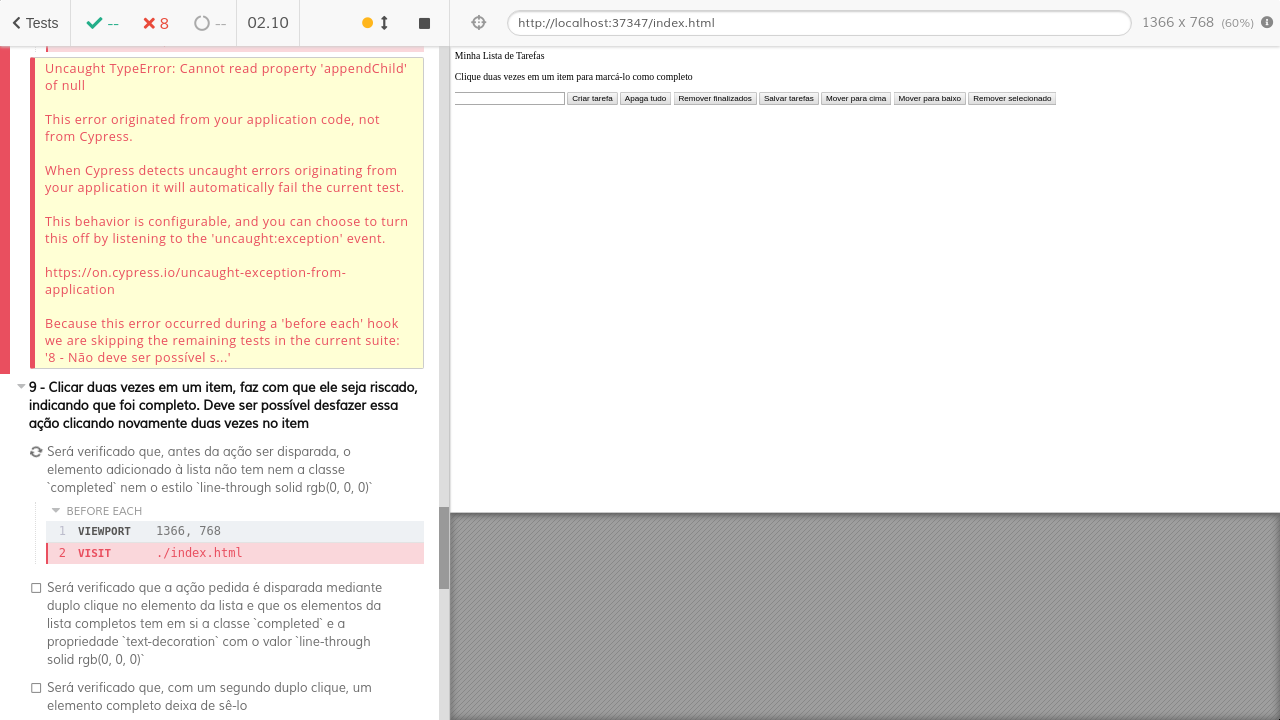 Tests
--
8
--
02.10
http://localhost:37347/index.html
1366 x 768 (60%)
Uncaught TypeError: Cannot read property 'appendChild'
of null
This error originated from your application code, not
from Cypress.
When Cypress detects uncaught errors originating from
your application it will automatically fail the current test.
This behavior is configurable, and you can choose to turn
this off by listening to the 'uncaught:exception' event.
https://on.cypress.io/uncaught-exception-from-
application
Because this error occurred during a 'before each' hook
we are skipping the remaining tests in the current suite:
'8 - Não deve ser possível s...'
9 - Clicar duas vezes em um item, faz com que ele seja riscado,
indicando que foi completo. Deve ser possível desfazer essa
ação clicando novamente duas vezes no item
Será verificado que, antes da ação ser disparada, o
elemento adicionado à lista não tem nem a classe
`completed` nem o estilo `line-through solid rgb(0, 0, 0)`
BEFORE EACH
1 VIEWPORT 1366, 768
2 VISIT ./index.html
Será verificado que a ação pedida é disparada mediante
duplo clique no elemento da lista e que os elementos da
lista completos tem em si a classe `completed` e a
propriedade `text-decoration` com o valor `line-through
solid rgb(0, 0, 0)`
Será verificado que, com um segundo duplo clique, um
elemento completo deixa de sê-lo
Minha Lista de Tarefas
Clique duas vezes em um item para marcá-lo como completo
Criar tarefa Apaga tudo Remover finalizados Salvar tarefas Mover para cima Mover para baixo Remover selecionado